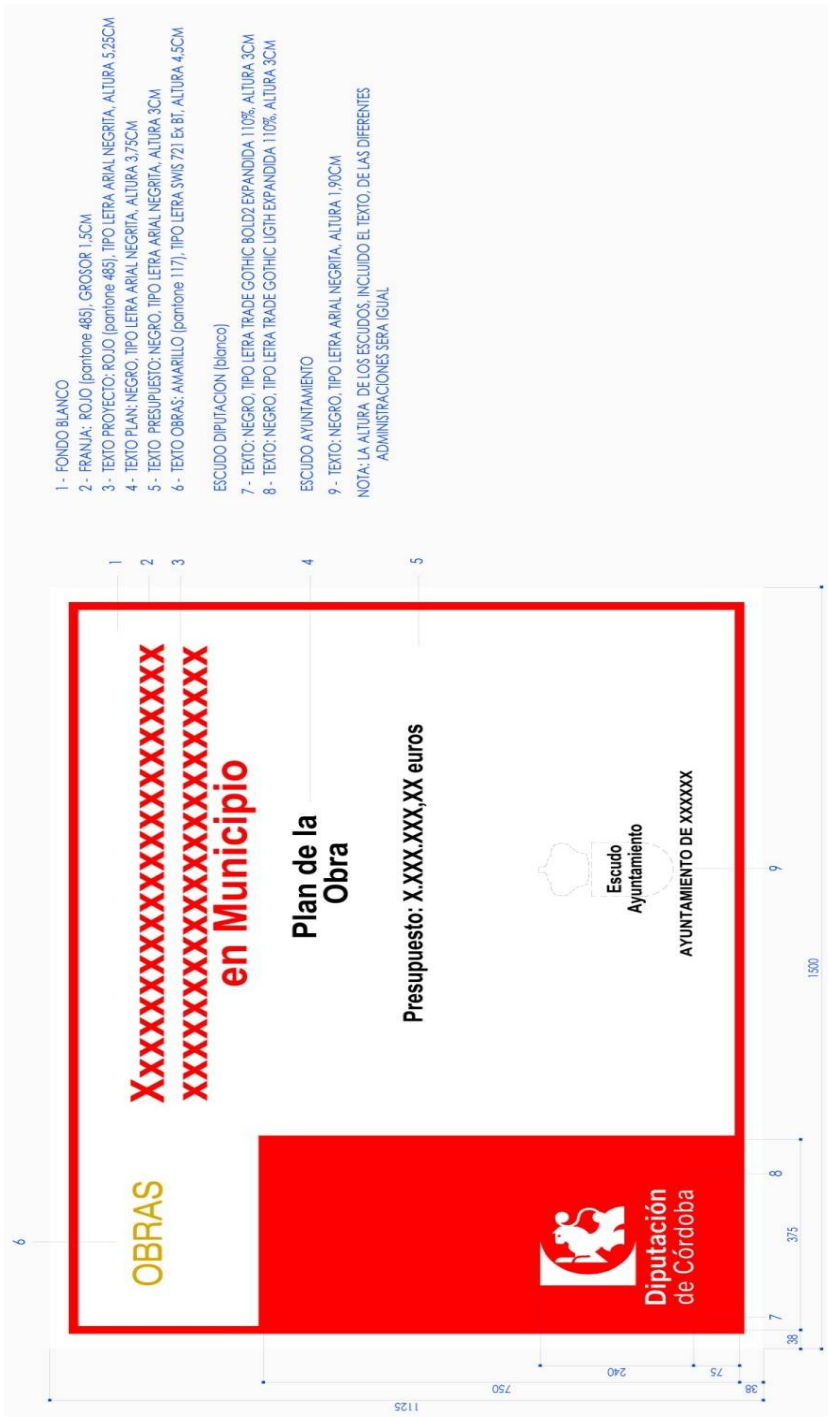 1 - FONDO BLANCO
2 - FRANJA: ROJO (pantone 485), GROSOR 1,5CM
3 - TEXTO PROYECTO: ROJO (pantone 485), TIPO LETRA ARIAL NEGRITA, ALTURA 5,25CM
4 - TEXTO PLAN: NEGRO, TIPO LETRA ARIAL NEGRITA, ALTURA 3,75CM
5 - TEXTO PRESUPUESTO: NEGRO, TIPO LETRA ARIAL NEGRITA, ALTURA 3CM
6 - TEXTO OBRAS: AMARILLO (pantone 117), TIPO LETRA SWIS 721 Ex BT, ALTURA 4,5CM
ESCUDO DIPUTACION (blanco)
7 - TEXTO: NEGRO, TIPO LETRA TRADE GOTHIC BOLD2 EXPANDIDA 110%, ALTURA 3CM
8 - TEXTO: NEGRO, TIPO LETRA TRADE GOTHIC LIGTH EXPANDIDA 110%, ALTURA 3CM
ESCUDO AYUNTAMIENTO
9 - TEXTO: NEGRO, TIPO LETRA ARIAL NEGRITA, ALTURA 1,90CM
NOTA: LA ALTURA DE LOS ESCUDOS, INCLUIDO EL TEXTO, DE LAS DIFERENTES
ADMINISTRACIONES SERA IGUAL
6
1
2
3
4
5
OBRAS
Xxxxxxxxxxxxxxxxxxxxxxxxx
xxxxxxxxxxxxxxxxxxxxxxxxx
en Municipio
Plan de la
Obra
Presupuesto: X.XXX.XXX,XX euros
Escudo
Ayuntamiento
AYUNTAMIENTO DE XXXXXX
Diputación
de Córdoba
7
8
9
38
375
1500
1125
750
240
75
38